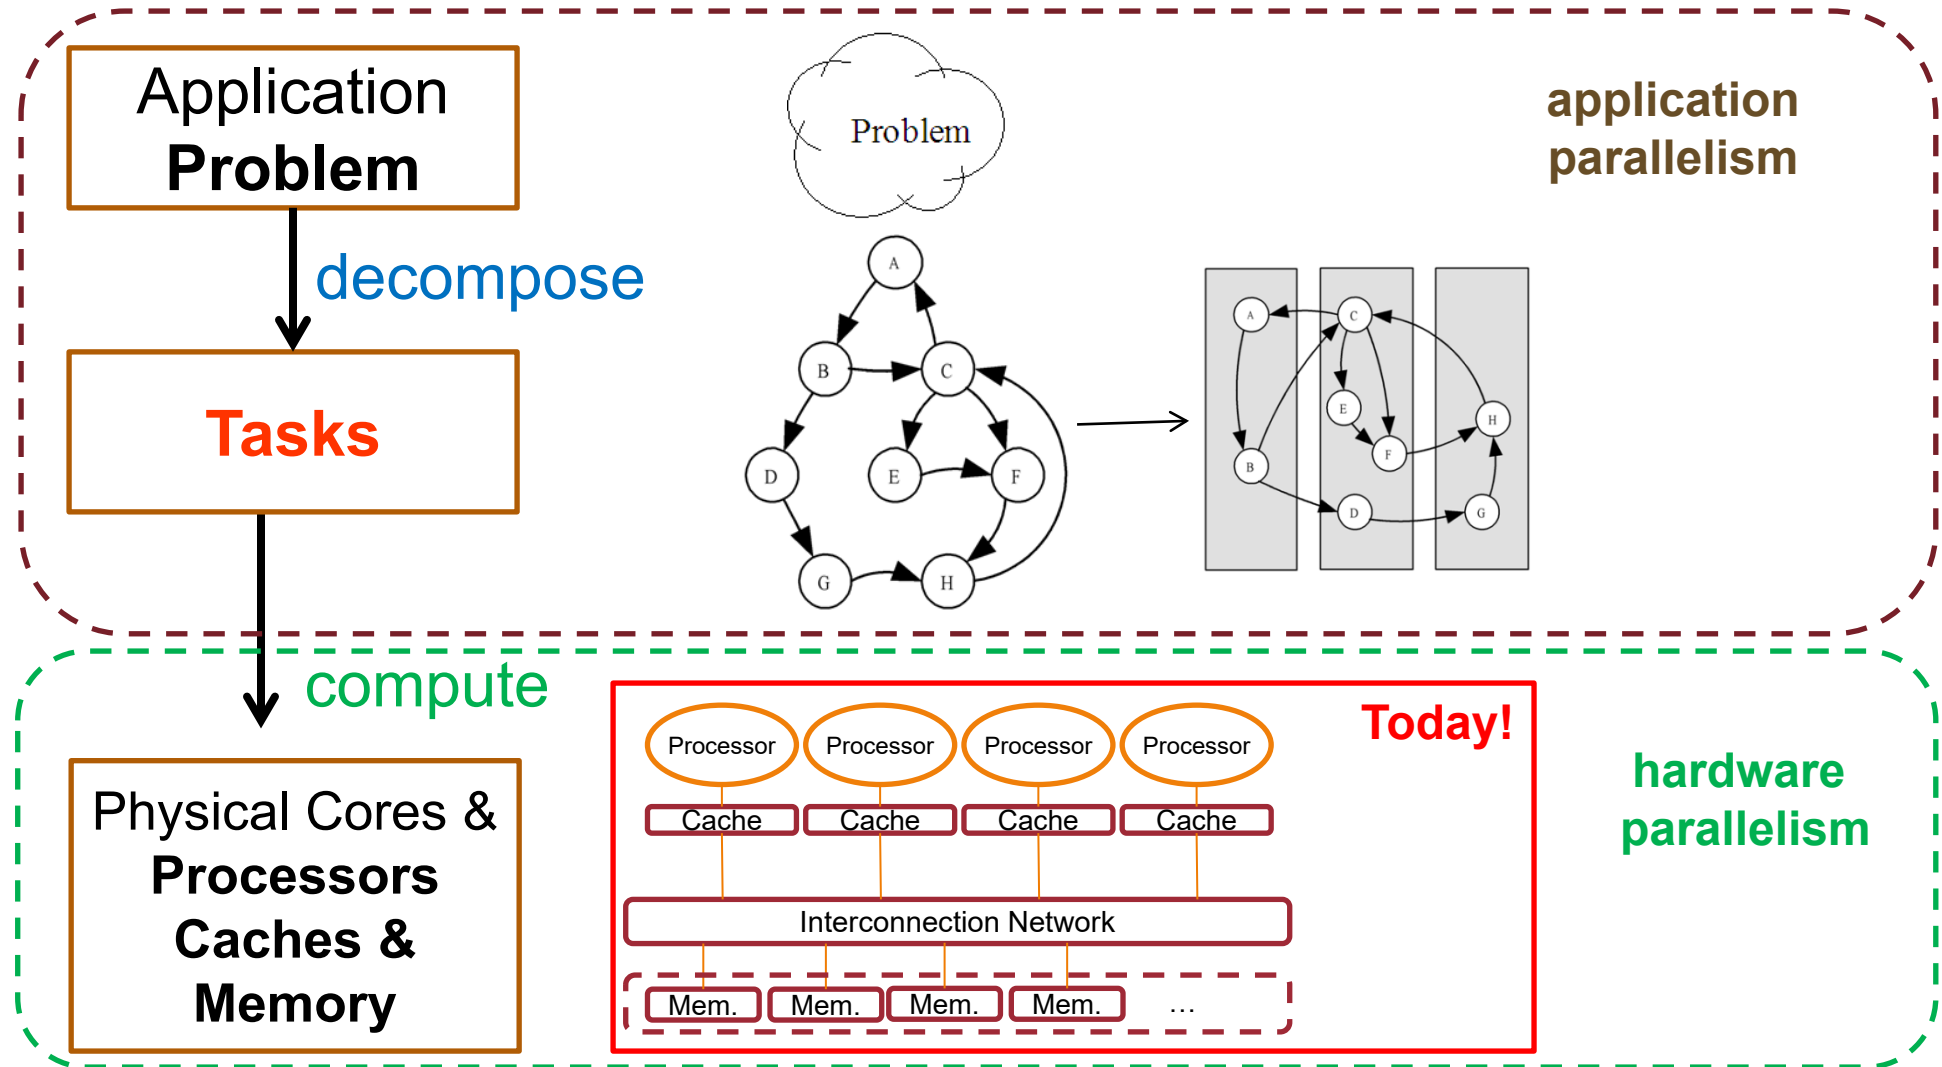 Application
Problem
decompose
Tasks
Problem
A
B
C
D
E
F
G
H
A
C
E
H
B
F
D
G
application
parallelism
compute
Physical Cores &
Processors
Caches &
Memory
Today!
Processor Processor Processor Processor
Cache Cache Cache Cache
Interconnection Network
Mem. Mem. Mem. Mem. ...
hardware
parallelism